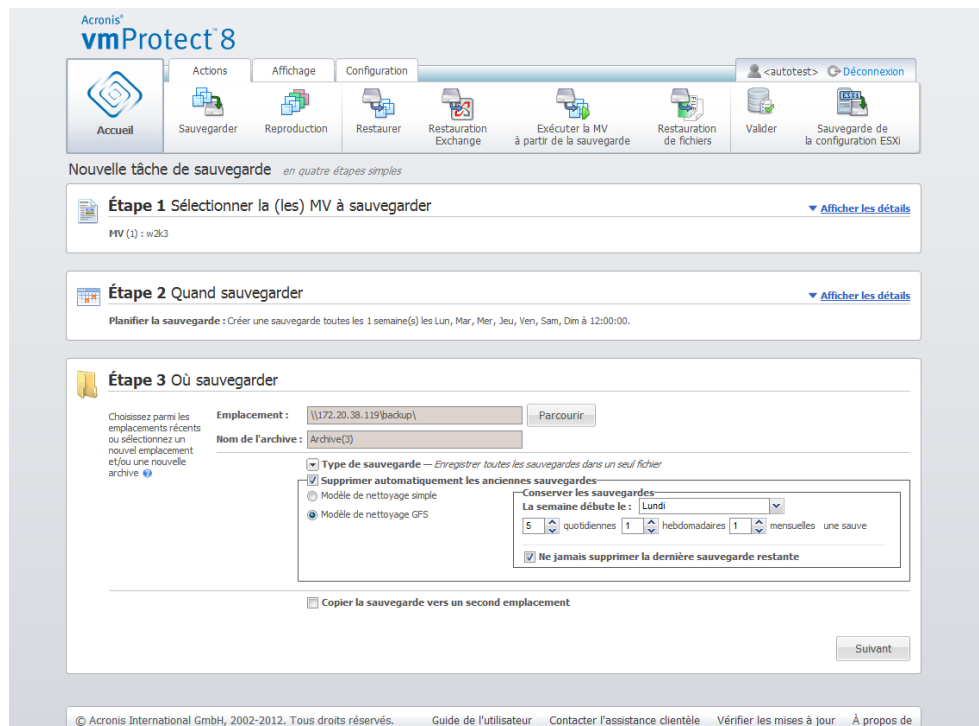 Acronis®
vmProtect™8
Actions
Affichage
Configuration
<autotest>
Déconnexion
Accueil
Sauvegarder
Reproduction
Restaurer
Restauration
Exchange
Exécuter la MV
à partir de la sauvegarde
Restauration
de fichiers
Valider
Sauvegarde de
la configuration ESXi
Nouvelle tâche de sauvegarde en quatre étapes simples
Étape 1 Sélectionner la (les) MV à sauvegarder
Afficher les détails
MV (1) : w2k3
Étape 2 Quand sauvegarder
Afficher les détails
Planifier la sauvegarde : Créer une sauvegarde toutes les 1 semaine(s) les Lun, Mar, Mer, Jeu, Ven, Sam, Dim à 12:00:00.
Étape 3 Où sauvegarder
Choisissez parmi les
emplacements récents
ou sélectionnez un
nouvel emplacement
et/ou une nouvelle
archive ?
Emplacement : \\172.20.38.119\backup\ Parcourir
Nom de l'archive : Archive(3)
Type de sauvegarde — Enregistrer toutes les sauvegardes dans un seul fichier
Supprimer automatiquement les anciennes sauvegardes
Modèle de nettoyage simple
Modèle de nettoyage GFS
Conserver les sauvegardes
La semaine débute le : Lundi
5 quotidiennes 1 hebdomadaires 1 mensuelles une sauve
Ne jamais supprimer la dernière sauvegarde restante
Copier la sauvegarde vers un second emplacement
Suivant
© Acronis International GmbH, 2002-2012. Tous droits réservés.
Guide de l'utilisateur
Contacter l'assistance clientèle
Vérifier les mises à jour
À propos de